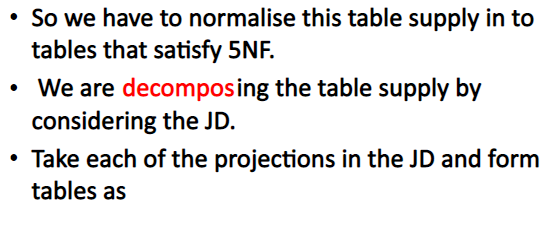 • So we have to normalise this table supply in to
tables that satisfy 5NF.
• We are decomposing the table supply by
considering the JD.
• Take each of the projections in the JD and form
tables as